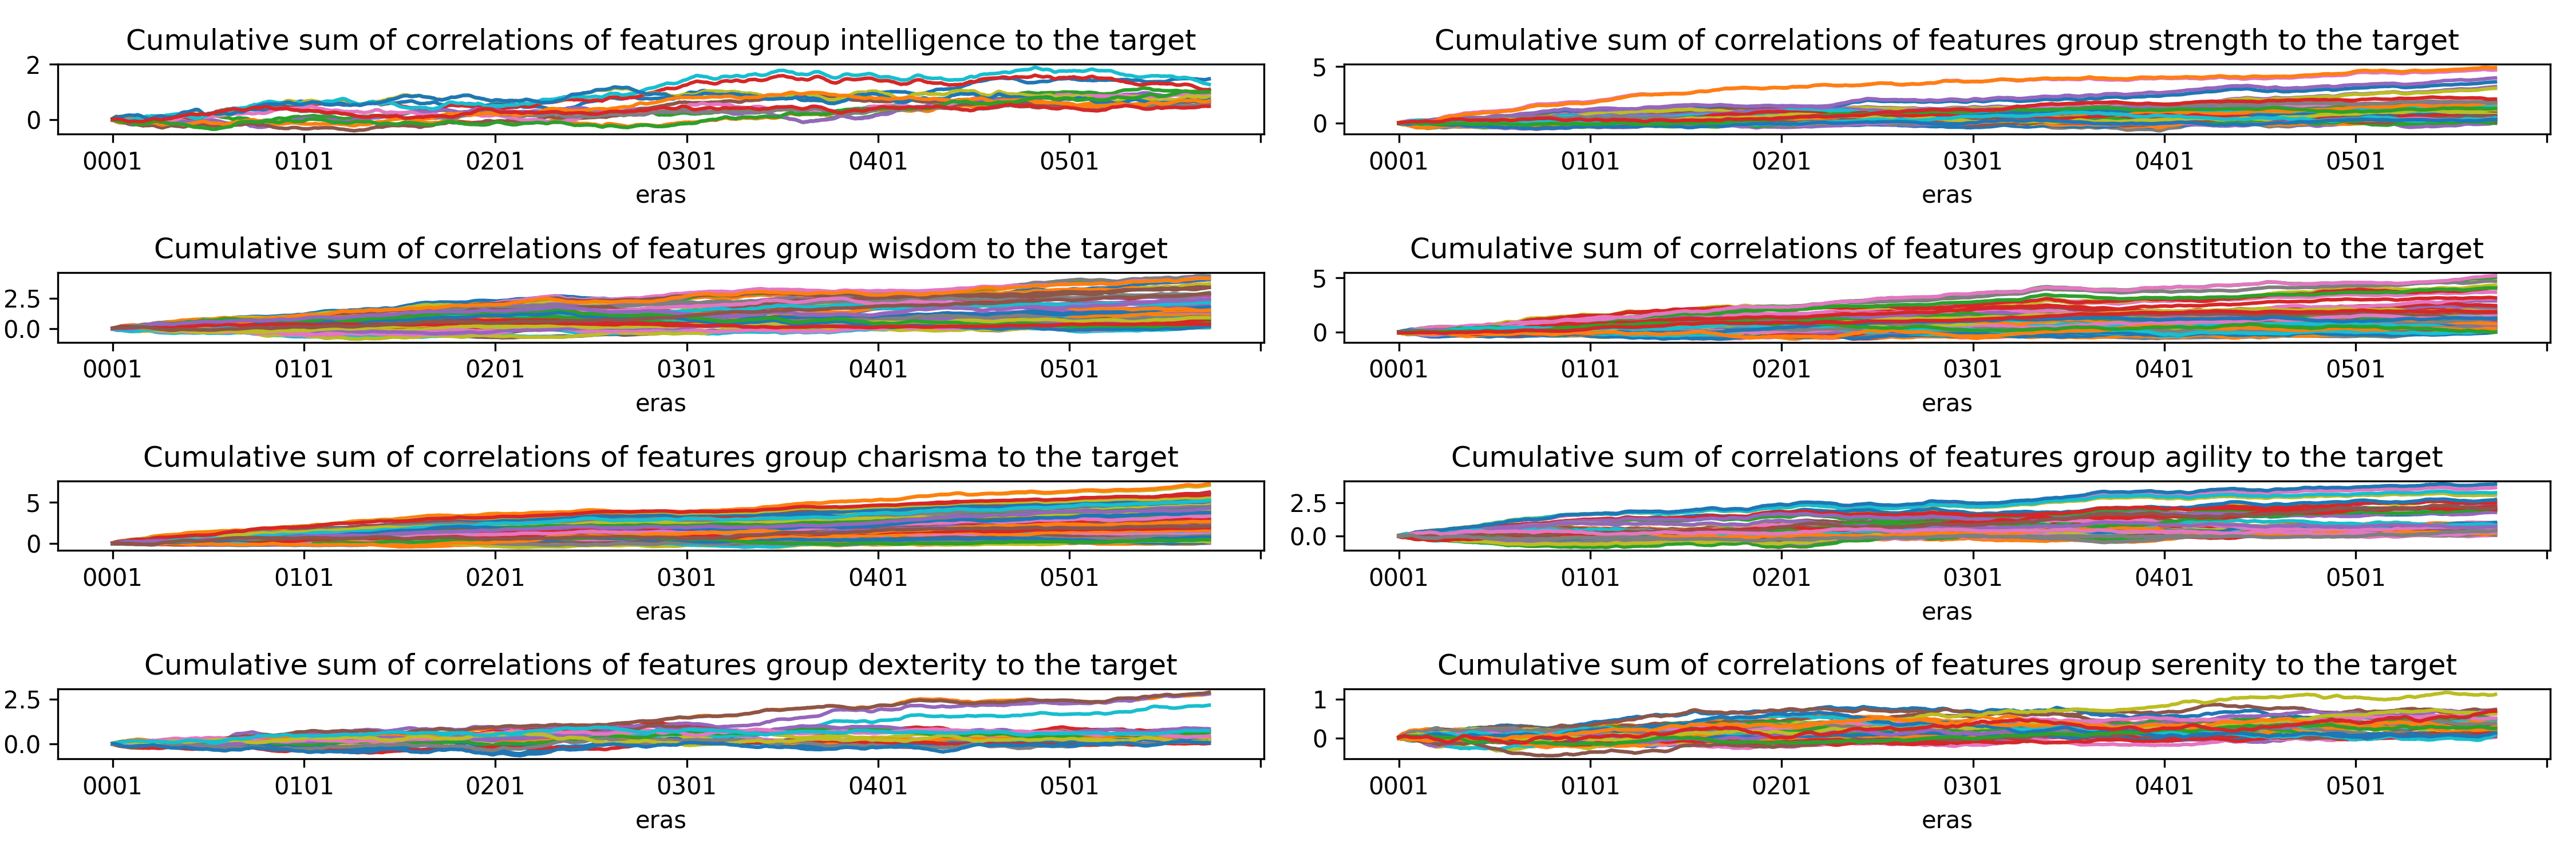 Cumulative sum of correlations of features group intelligence to the target
2
0
0001 0101 0201 0301 0401 0501
eras
Cumulative sum of correlations of features group strength to the target
5
0
0001 0101 0201 0301 0401 0501
eras
Cumulative sum of correlations of features group wisdom to the target
2.5
0.0
0001 0101 0201 0301 0401 0501
eras
Cumulative sum of correlations of features group constitution to the target
5
0
0001 0101 0201 0301 0401 0501
eras
Cumulative sum of correlations of features group charisma to the target
5
0
0001 0101 0201 0301 0401 0501
eras
Cumulative sum of correlations of features group agility to the target
2.5
0.0
0001 0101 0201 0301 0401 0501
eras
Cumulative sum of correlations of features group dexterity to the target
2.5
0.0
0001 0101 0201 0301 0401 0501
eras
Cumulative sum of correlations of features group serenity to the target
1
0
0001 0101 0201 0301 0401 0501
eras